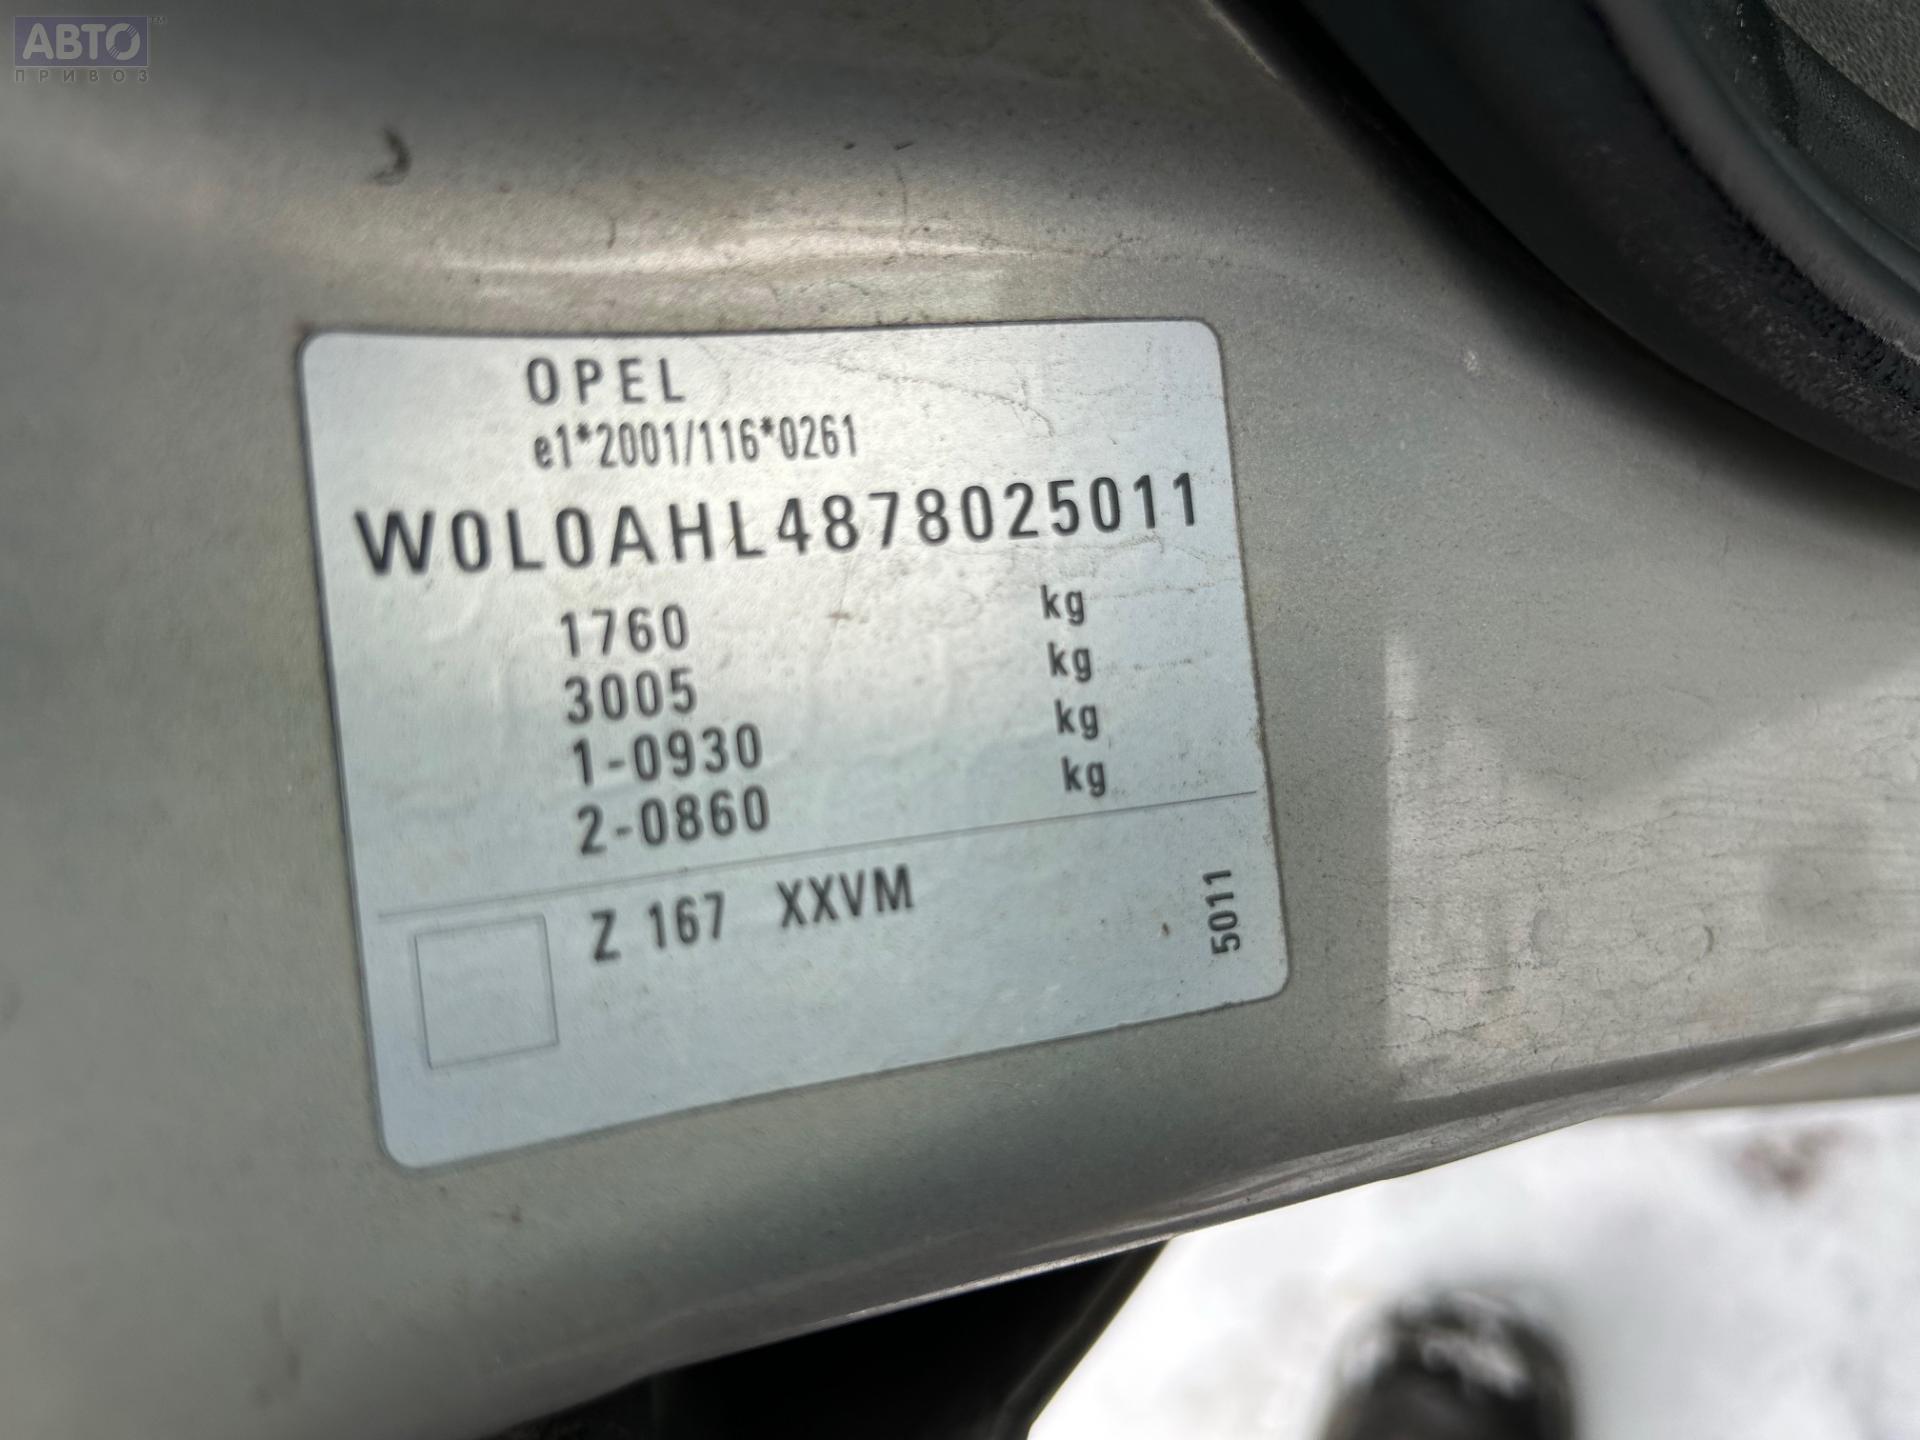 АВТО™
ПРИВОЗ
OPEL
e1*2001/116*0261
W0L0AHL4878025011
1760 kg
3005 kg
1-0930 kg
2-0860 kg
Z 167 XXVM
5011